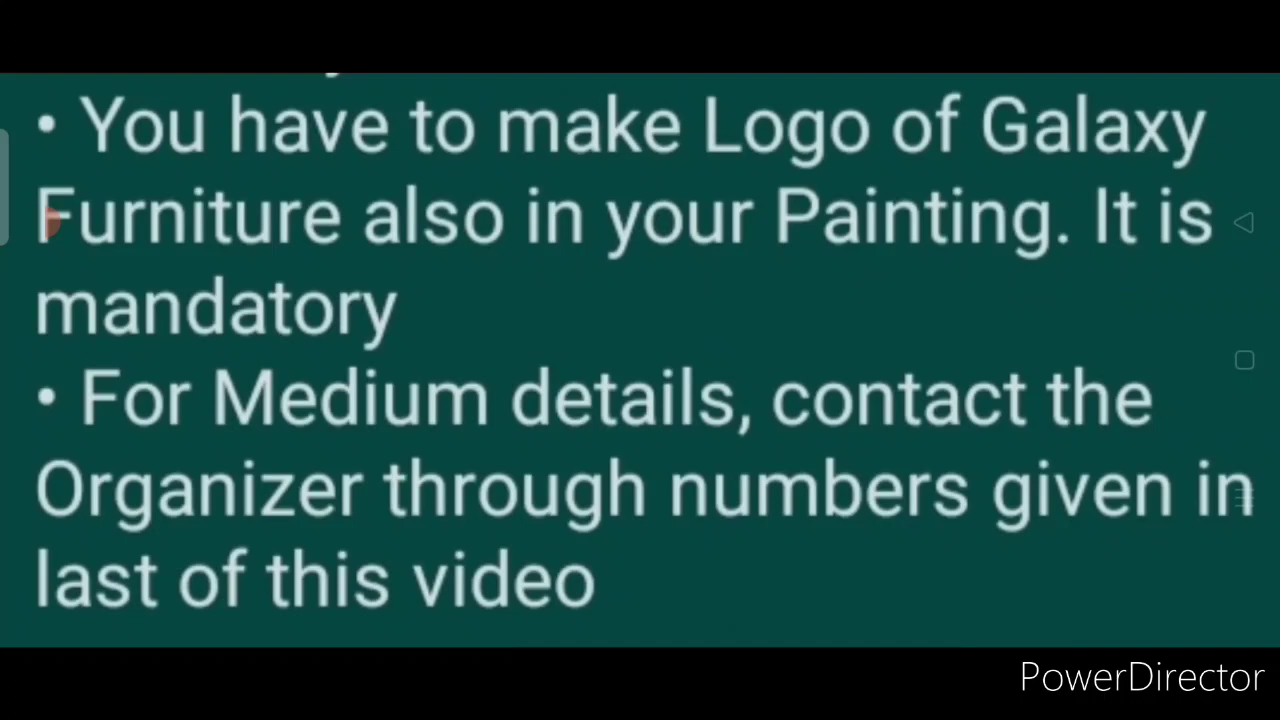 • You have to make Logo of Galaxy
Furniture also in your Painting. It is
mandatory
• For Medium details, contact the
Organizer through numbers given in
last of this video
PowerDirector